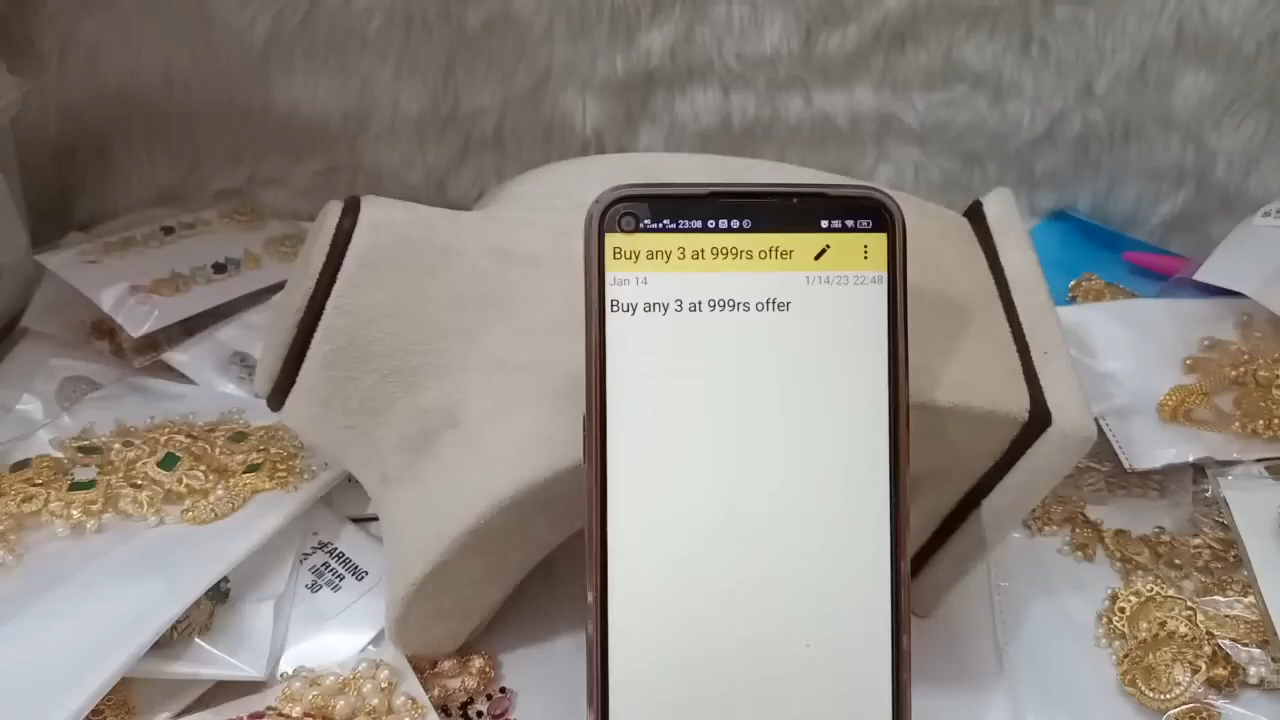 23:08
Buy any 3 at 999rs offer
Jan 14
1/14/23 22:48
Buy any 3 at 999rs offer
EARRING
30